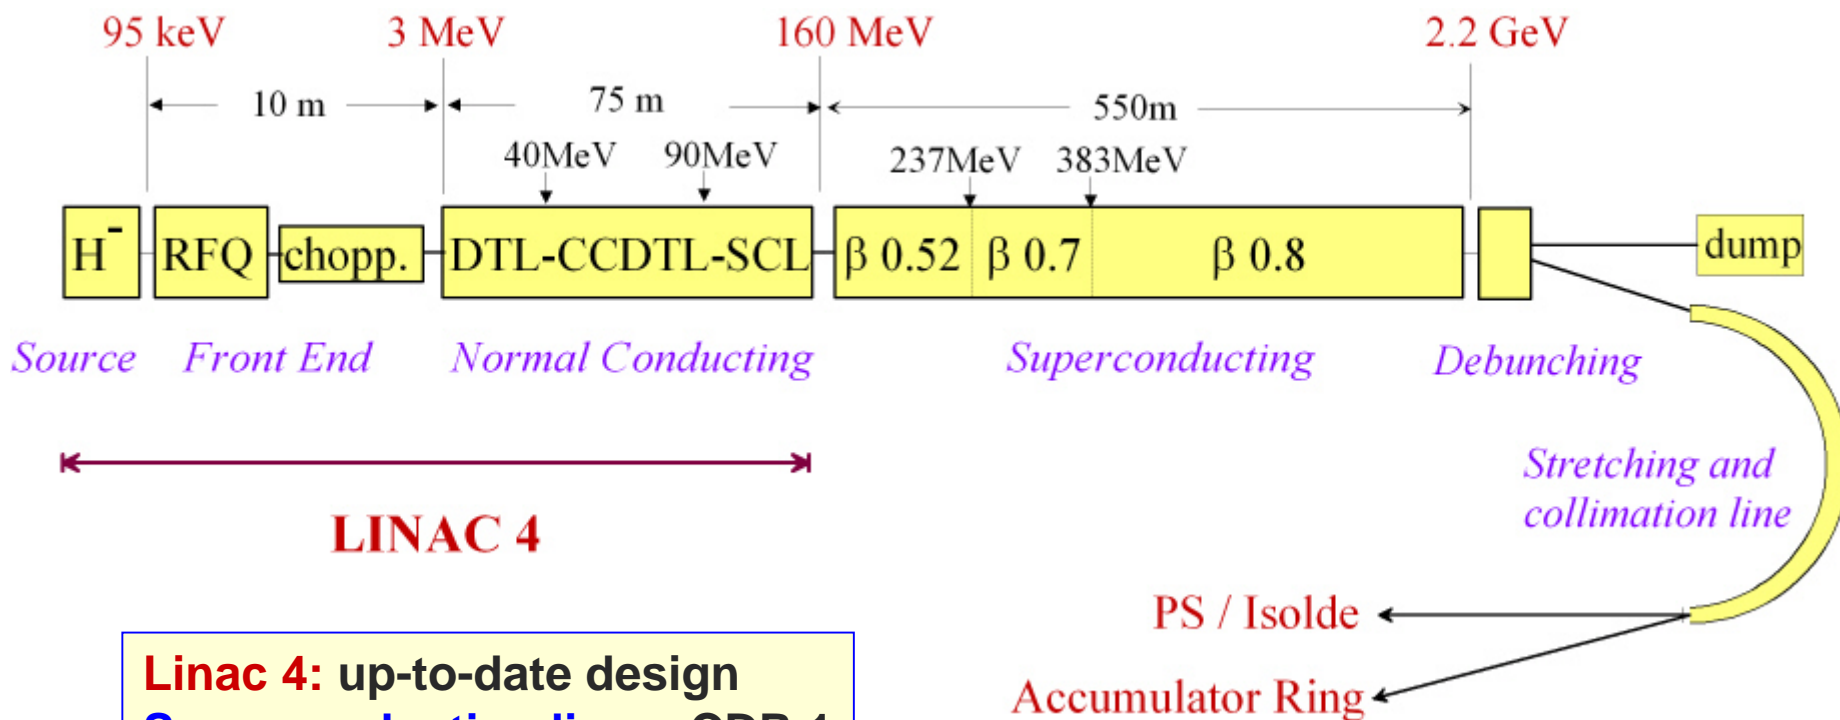 95 keV 3 MeV 160 MeV 2.2 GeV
10 m 75 m 550m
40MeV 90MeV 237MeV 383MeV
H⁻ RFQ chopp. DTL-CCDTL-SCL β 0.52 β 0.7 β 0.8 dump
Source Front End Normal Conducting Superconducting Debunching
Stretching and
collimation line
LINAC 4
PS / Isolde
Accumulator Ring
Linac 4: up-to-date design